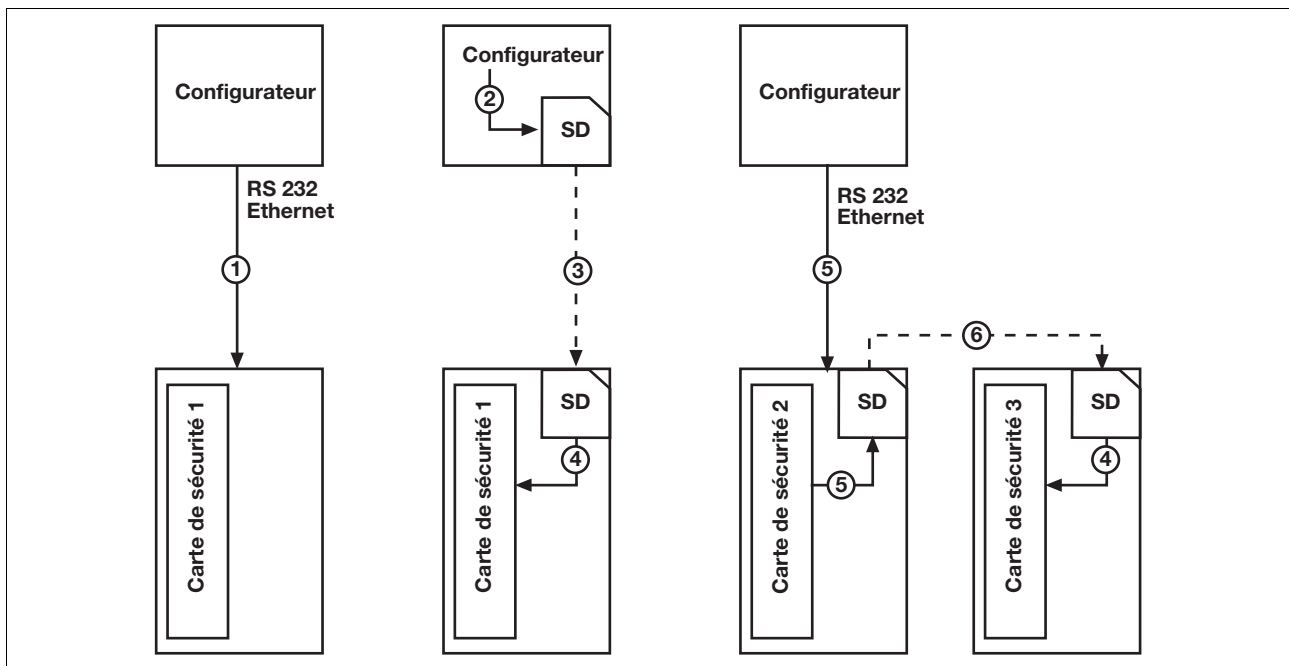 Configurateur
RS 232
Ethernet
1
Carte de sécurité 1
Configurateur
2
SD
3
SD
4
Carte de sécurité 1
Configurateur
RS 232
Ethernet
5
6
SD
Carte de sécurité 2
5
SD
4
Carte de sécurité 3